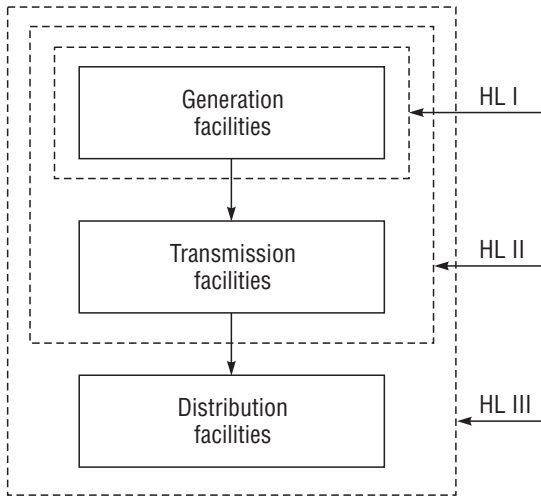 Generation
facilities
HL I
Transmission
facilities
HL II
Distribution
facilities
HL III